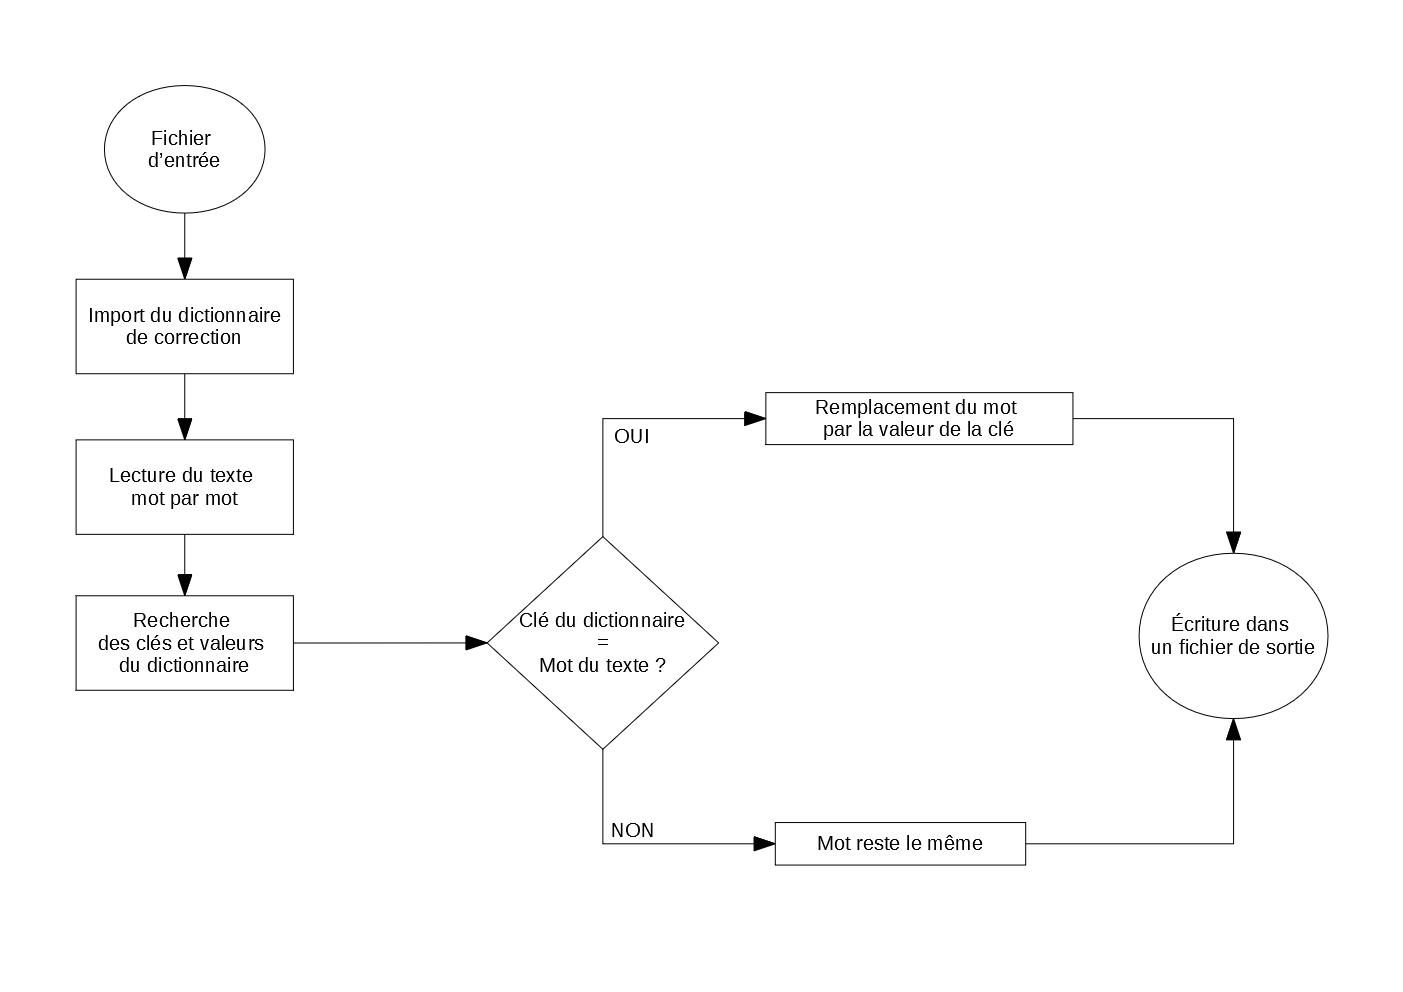 Fichier
d’entrée
Import du dictionnaire
de correction
Lecture du texte
mot par mot
Recherche
des clés et valeurs
du dictionnaire
Clé du dictionnaire
=
Mot du texte ?
OUI
Remplacement du mot
par la valeur de la clé
NON
Mot reste le même
Écriture dans
un fichier de sortie